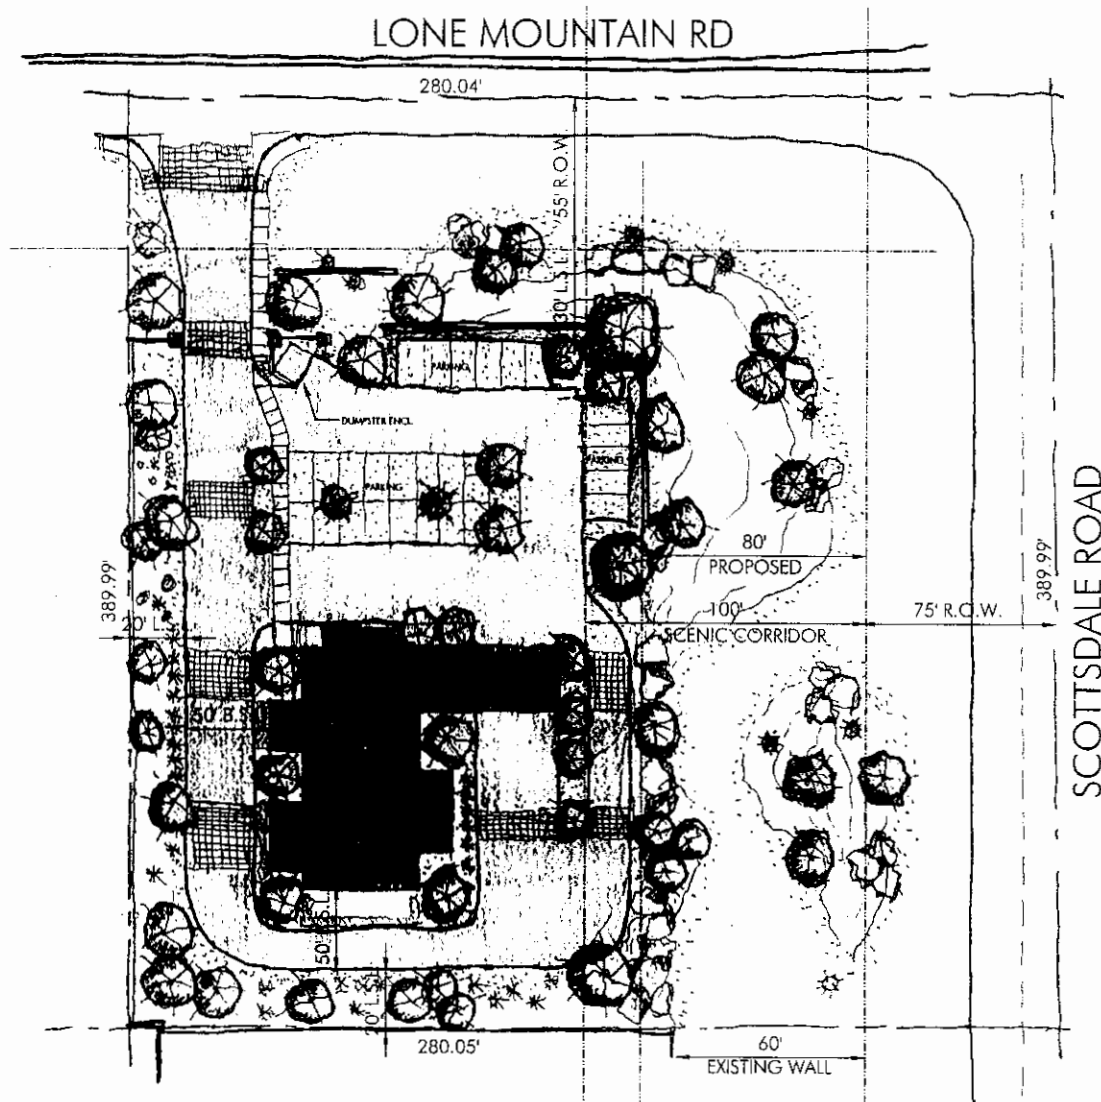 LONE MOUNTAIN RD
280.04'
55' R.O.W.
30' L.S.
PARKING
DUMPSTER ENCL.
PARKING
PARKING
80'
PROPOSED
389.99'
389.99'
100'
SCENIC CORRIDOR
75' R.O.W.
20' L.S.
SCOTTSDALE ROAD
50' B.S.
50'
20' L.S.
280.05'
60'
EXISTING WALL